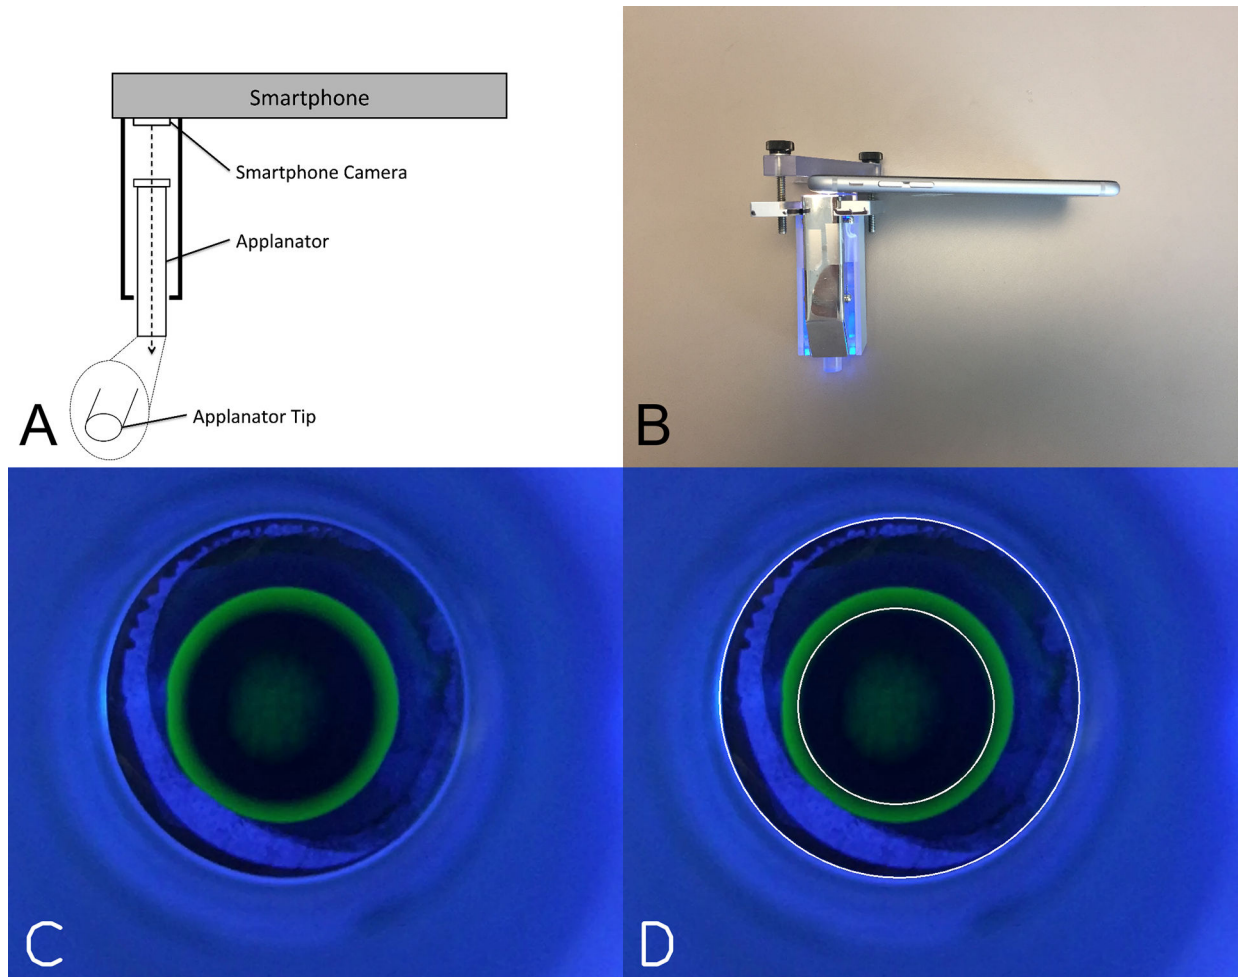 Smartphone
Smartphone Camera
Applanator
Applanator Tip
A
B
C
D